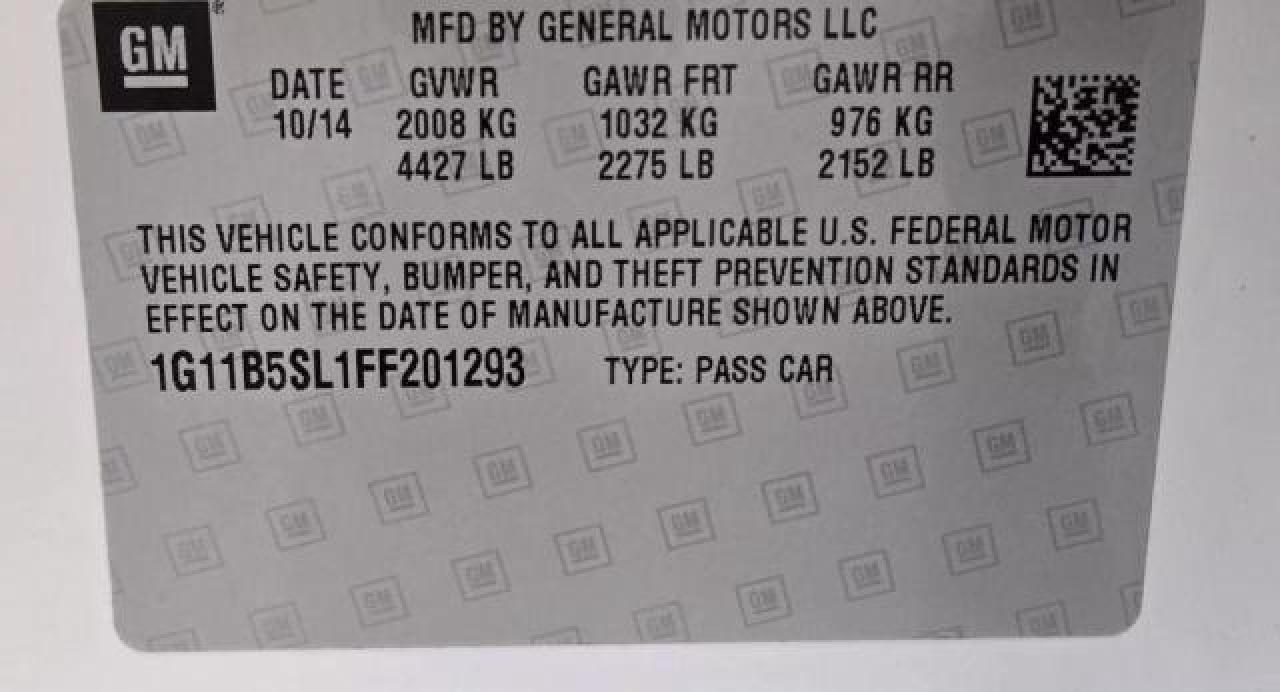 GM
MFD BY GENERAL MOTORS LLC
DATE GVWR GAWR FRT GAWR RR
10/14 2008 KG 1032 KG 976 KG
4427 LB 2275 LB 2152 LB
THIS VEHICLE CONFORMS TO ALL APPLICABLE U.S. FEDERAL MOTOR
VEHICLE SAFETY, BUMPER, AND THEFT PREVENTION STANDARDS IN
EFFECT ON THE DATE OF MANUFACTURE SHOWN ABOVE.
1G11B5SL1FF201293 TYPE: PASS CAR